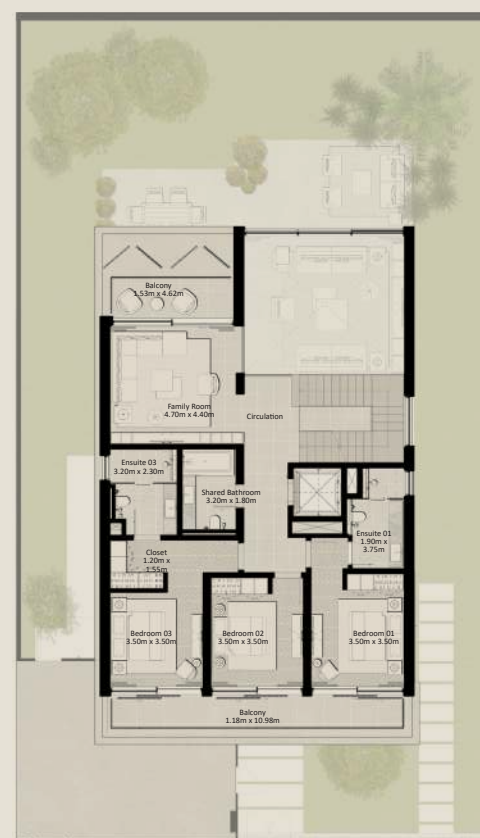 Balcony
1.53m x 4.62m
Family Room
4.70m x 4.40m
Circulation
Ensuite 03
3.20m x 2.30m
Shared Bathroom
3.20m x 1.80m
Ensuite 01
1.90m x
3.75m
Closet
1.20m x
1.55m
Bedroom 03
3.50m x 3.50m
Bedroom 02
3.50m x 3.50m
Bedroom 01
3.50m x 3.50m
Balcony
1.18m x 10.98m